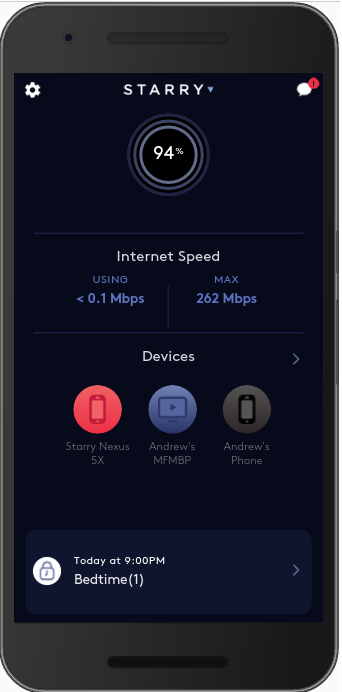 STARRY
94%
Internet Speed
USING MAX
< 0.1 Mbps 262 Mbps
Devices
Starry Nexus Andrew's Andrew's
5X MFMBP Phone
Today at 9:00PM
Bedtime(1)